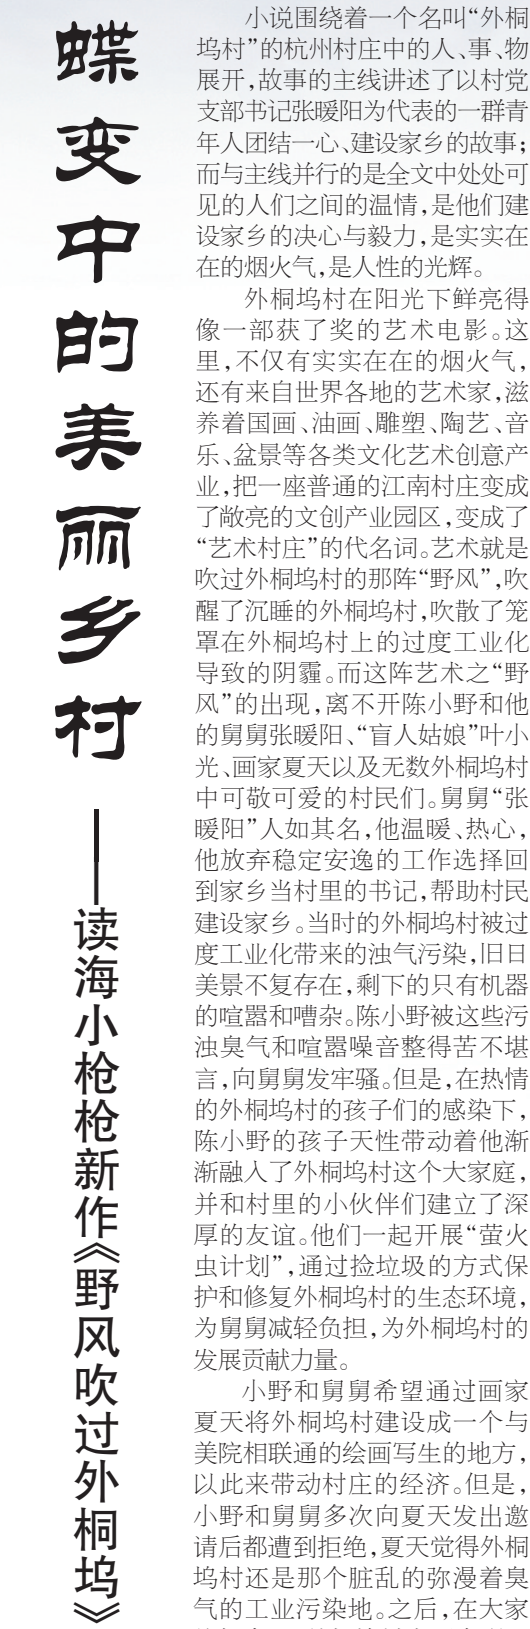 蝶变中的美丽乡村
——读海小枪枪新作《野风吹过外桐坞》
小说围绕着一个名叫“外桐
坞村”的杭州村庄中的人、事、物
展开,故事的主线讲述了以村党
支部书记张暖阳为代表的一群青
年人团结一心、建设家乡的故事;
而与主线并行的是全文中处处可
见的人们之间的温情,是他们建
设家乡的决心与毅力,是实实在
在的烟火气,是人性的光辉。
外桐坞村在阳光下鲜亮得
像一部获了奖的艺术电影。这
里,不仅有实实在在的烟火气,
还有来自世界各地的艺术家,滋
养着国画、油画、雕塑、陶艺、音
乐、盆景等各类文化艺术创意产
业,把一座普通的江南村庄变成
了敞亮的文创产业园区,变成了
“艺术村庄”的代名词。艺术就是
吹过外桐坞村的那阵“野风”,吹
醒了沉睡的外桐坞村,吹散了笼
罩在外桐坞村上的过度工业化
导致的阴霾。而这阵艺术之“野
风”的出现,离不开陈小野和他
的舅舅张暖阳、“盲人姑娘”叶小
光、画家夏天以及无数外桐坞村
中可敬可爱的村民们。舅舅“张
暖阳”人如其名,他温暖、热心,
他放弃稳定安逸的工作选择回
到家乡当村里的书记,帮助村民
建设家乡。当时的外桐坞村被过
度工业化带来的浊气污染,旧日
美景不复存在,剩下的只有机器
的喧嚣和嘈杂。陈小野被这些污
浊臭气和喧嚣噪音整得苦不堪
言,向舅舅发牢骚。但是,在热情
的外桐坞村的孩子们的感染下,
陈小野的孩子天性带动着他渐
渐融入了外桐坞村这个大家庭,
并和村里的小伙伴们建立了深
厚的友谊。他们一起开展“萤火
虫计划”,通过捡垃圾的方式保
护和修复外桐坞村的生态环境,
为舅舅减轻负担,为外桐坞村的
发展贡献力量。
小野和舅舅希望通过画家
夏天将外桐坞村建设成一个与
美院相联通的绘画写生的地方,
以此来带动村庄的经济。但是,
小野和舅舅多次向夏天发出邀
请后都遭到拒绝,夏天觉得外桐
坞村还是那个脏乱的弥漫着臭
气的工业污染地。之后,在大家